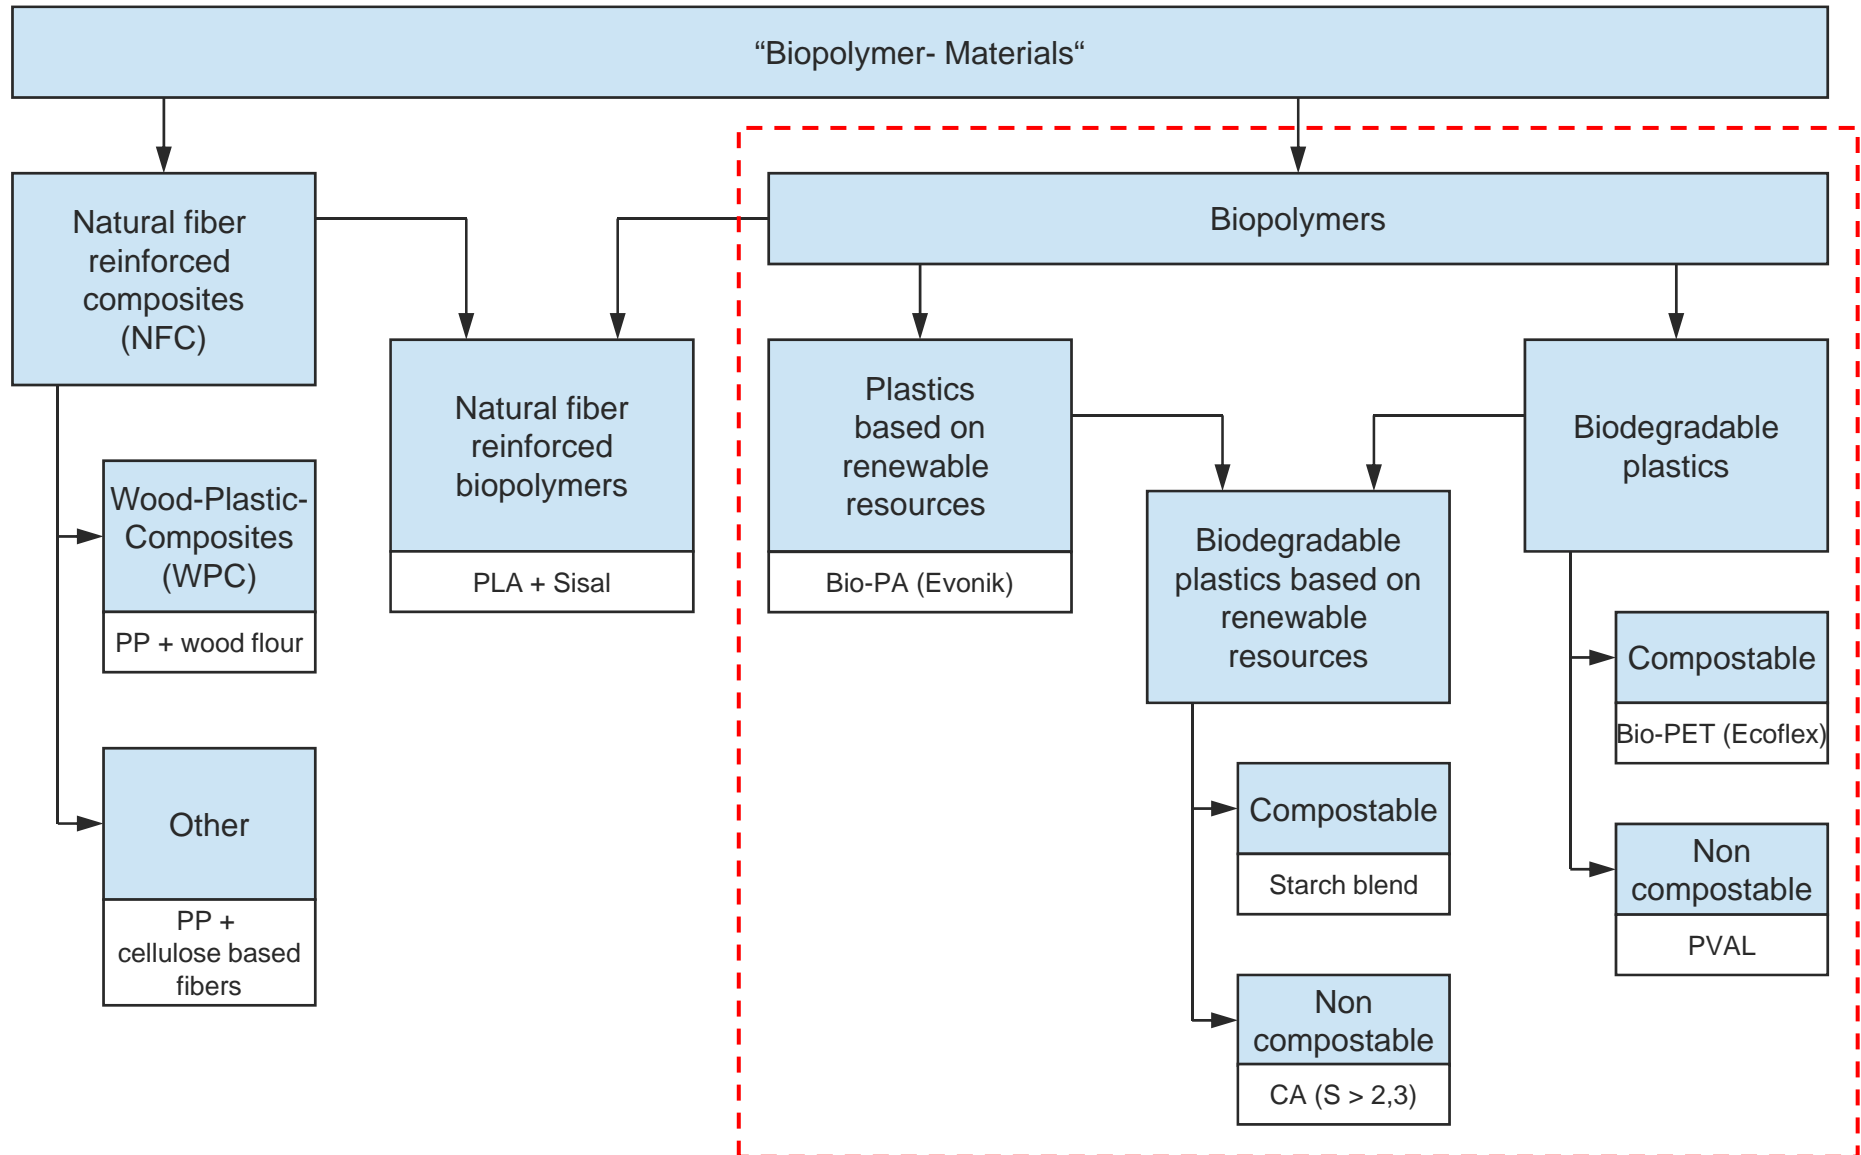 “Biopolymer- Materials“
Natural fiber
reinforced
composites
(NFC)
Biopolymers
Natural fiber
reinforced
biopolymers
PLA + Sisal
Plastics
based on
renewable
resources
Bio-PA (Evonik)
Biodegradable
plastics
Wood-Plastic-
Composites
(WPC)
PP + wood flour
Biodegradable
plastics based on
renewable
resources
Compostable
Bio-PET (Ecoflex)
Other
PP +
cellulose based
fibers
Compostable
Starch blend
Non
compostable
PVAL
Non
compostable
CA (S > 2,3)